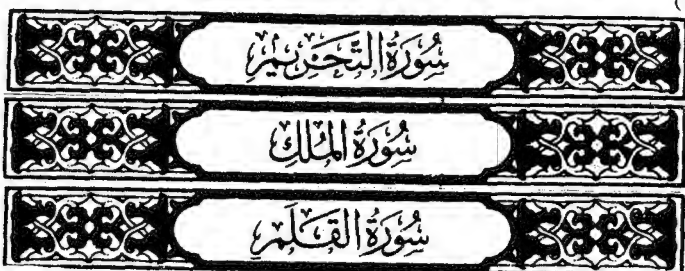 سُورَةُ التَّحْرِيمِ
سُورَةُ المُلْكِ
سُورَةُ القَلَمِ